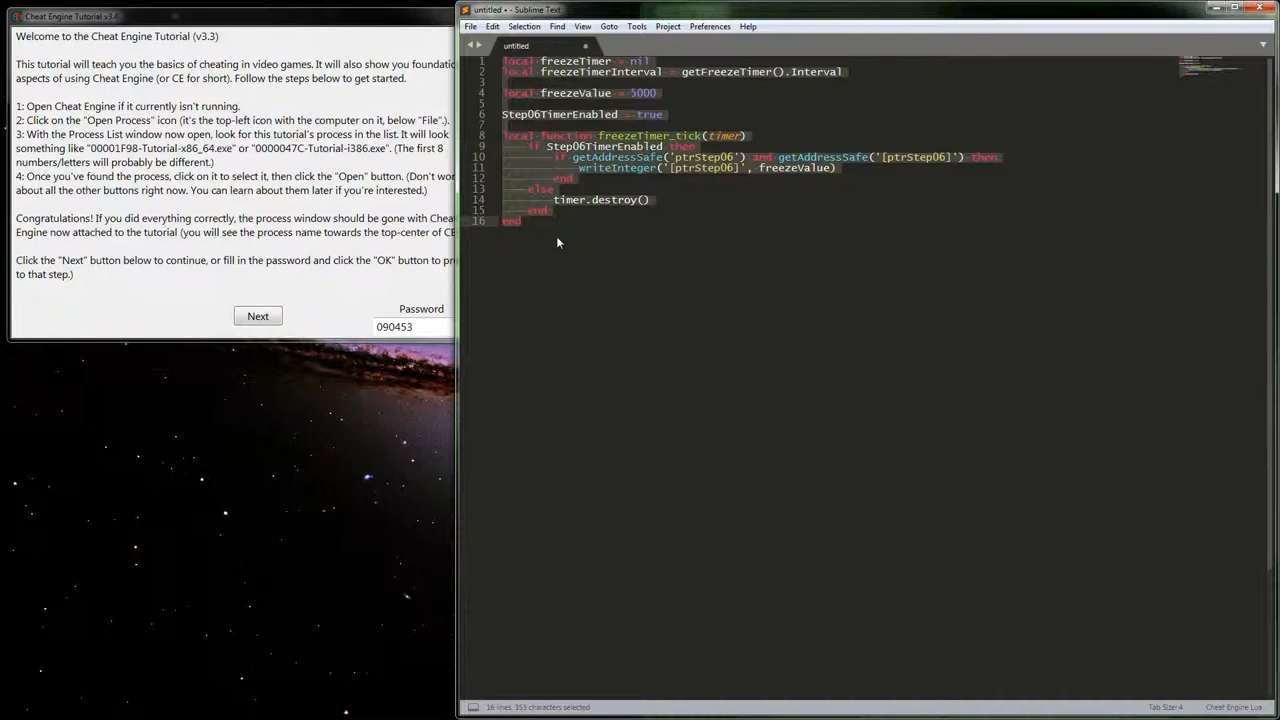 Cheat Engine Tutorial v3.4
Welcome to the Cheat Engine Tutorial (v3.3)
This tutorial will teach you the basics of cheating in video games. It will also show you foundatio
aspects of using Cheat Engine (or CE for short). Follow the steps below to get started.
1: Open Cheat Engine if it currently isn't running.
2: Click on the "Open Process" icon (it's the top-left icon with the computer on it, below "File".).
3: With the Process List window now open, look for this tutorial's process in the list. It will look
something like "00001F98-Tutorial-x86_64.exe" or "0000047C-Tutorial-i386.exe". (The first 8
numbers/letters will probably be different.)
4: Once you've found the process, click on it to select it, then click the "Open" button. (Don't wor
about all the other buttons right now. You can learn about them later if you're interested.)
Congratulations! If you did everything correctly, the process window should be gone with Cheat
Engine now attached to the tutorial (you will see the process name towards the top-center of CE
Click the "Next" button below to continue, or fill in the password and click the "OK" button to pr
to that step.)
Password
Next
090453
untitled • - Sublime Text
File Edit Selection Find View Goto Tools Project Preferences Help
untitled
1 local freezeTimer = nil
2 local freezeTimerInterval = getFreezeTimer().Interval
3
4 local freezeValue = 5000
5
6 Step06TimerEnabled = true
7
8 local function freezeTimer_tick(timer)
9 if Step06TimerEnabled then
10 if getAddressSafe('ptrStep06') and getAddressSafe('[ptrStep06]') then
11 writeInteger('[ptrStep06]', freezeValue)
12 end
13 else
14 timer.destroy()
15 end
16 end
16 lines, 353 characters selected
Tab Size: 4
Cheat Engine Lua